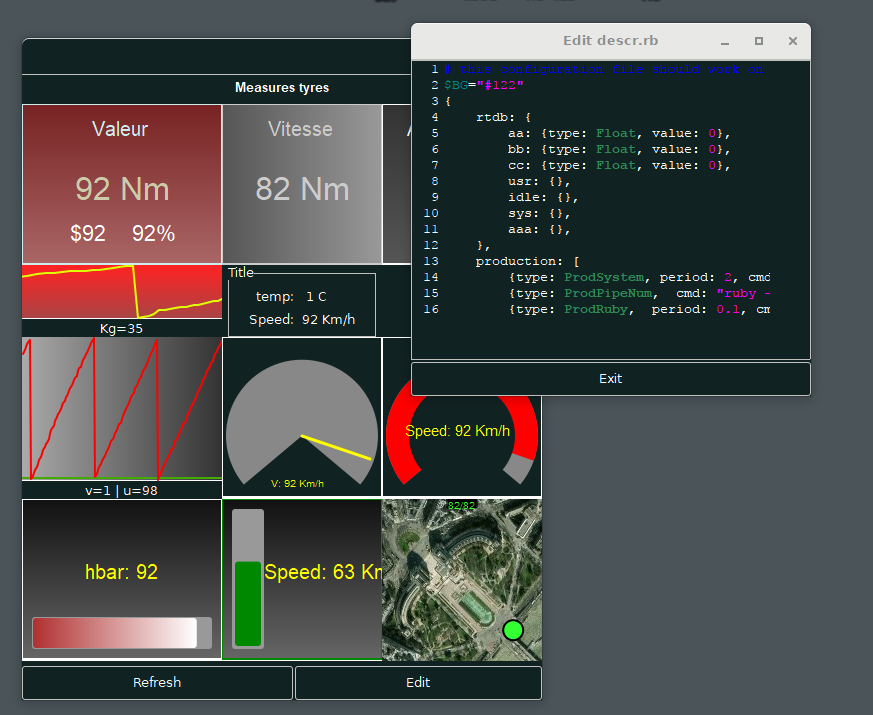 Edit descr.rb
Measures tyres
Valeur
92 Nm
$92 92%
Vitesse
82 Nm
Kg=35
Title
temp: 1 C
Speed: 92 Km/h
v=1 | u=98
V: 92 Km/h
Speed: 92 Km/h
hbar: 92
Speed: 63 Km
82/82
Refresh
Edit
1 # this configuration file should work on
2 $BG="#122"
3 {
4 rtdb: {
5 aa: {type: Float, value: 0},
6 bb: {type: Float, value: 0},
7 cc: {type: Float, value: 0},
8 usr: {},
9 idle: {},
10 sys: {},
11 aaa: {},
12 },
13 production: [
14 {type: ProdSystem, period: 2, cmd
15 {type: ProdPipeNum, cmd: "ruby -
16 {type: ProdRuby, period: 0.1, cm
Exit